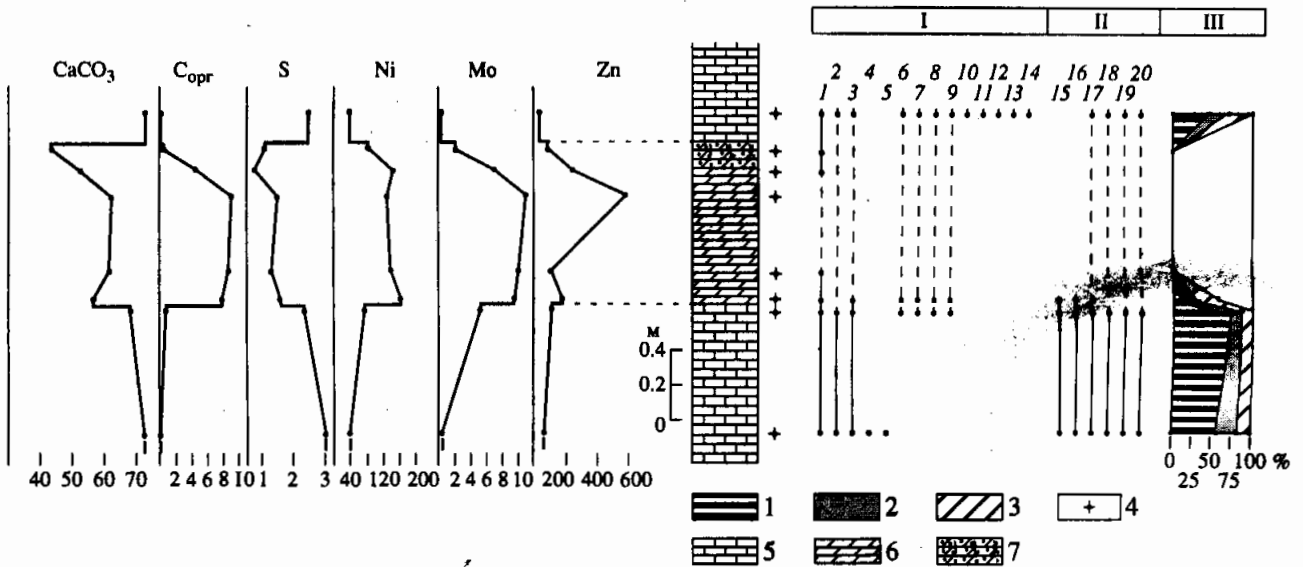 I II III
CaCO₃ Cорг S Ni Mo Zn
2 4 6 8 10 12 14 16 18 20
1 3 5 7 9 11 13 15 17 19
м
0.4
0.2
0
40 50 60 70 2 4 6 8 10 1 2 3 40 120 200 2 4 6 8 10 200 400 600
0 50 100 %
25 75
1 2 3 4
5 6 7